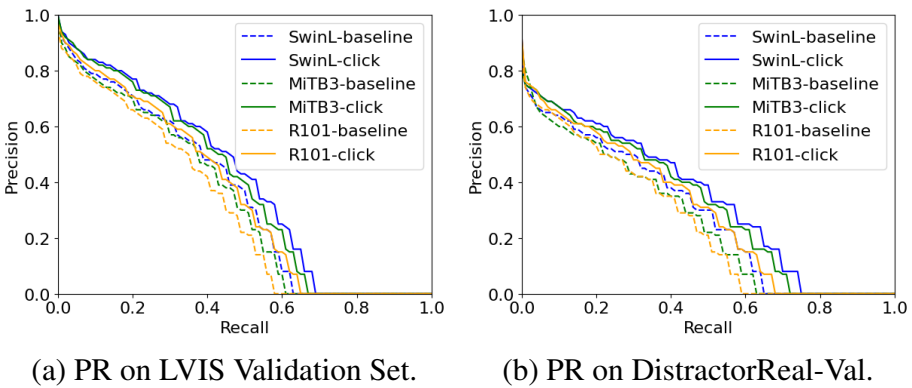 1.0
0.8
0.6
0.4
0.2
0.0
Precision
0.0 0.2 0.4 0.6 0.8 1.0
Recall
SwinL-baseline
SwinL-click
MiTB3-baseline
MiTB3-click
R101-baseline
R101-click
(a) PR on LVIS Validation Set.
1.0
0.8
0.6
0.4
0.2
0.0
Precision
0.0 0.2 0.4 0.6 0.8 1.0
Recall
SwinL-baseline
SwinL-click
MiTB3-baseline
MiTB3-click
R101-baseline
R101-click
(b) PR on DistractorReal-Val.